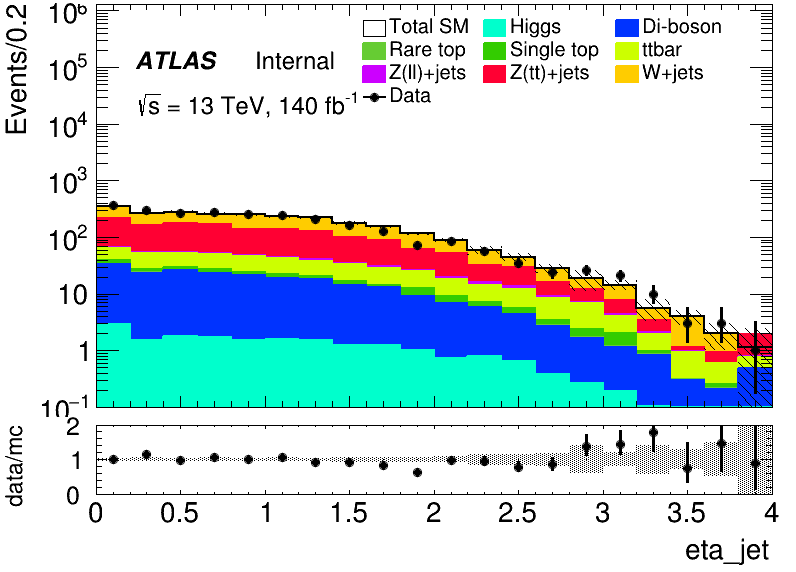 Events/0.2
10⁶
10⁵
10⁴
10³
10²
10
1
10⁻¹
ATLAS Internal
√s = 13 TeV, 140 fb⁻¹
Total SM Higgs Di-boson
Rare top Single top ttbar
Z(ll)+jets Z(tt)+jets W+jets
Data
data/mc
2
1
0
0 0.5 1 1.5 2 2.5 3 3.5 4
eta_jet